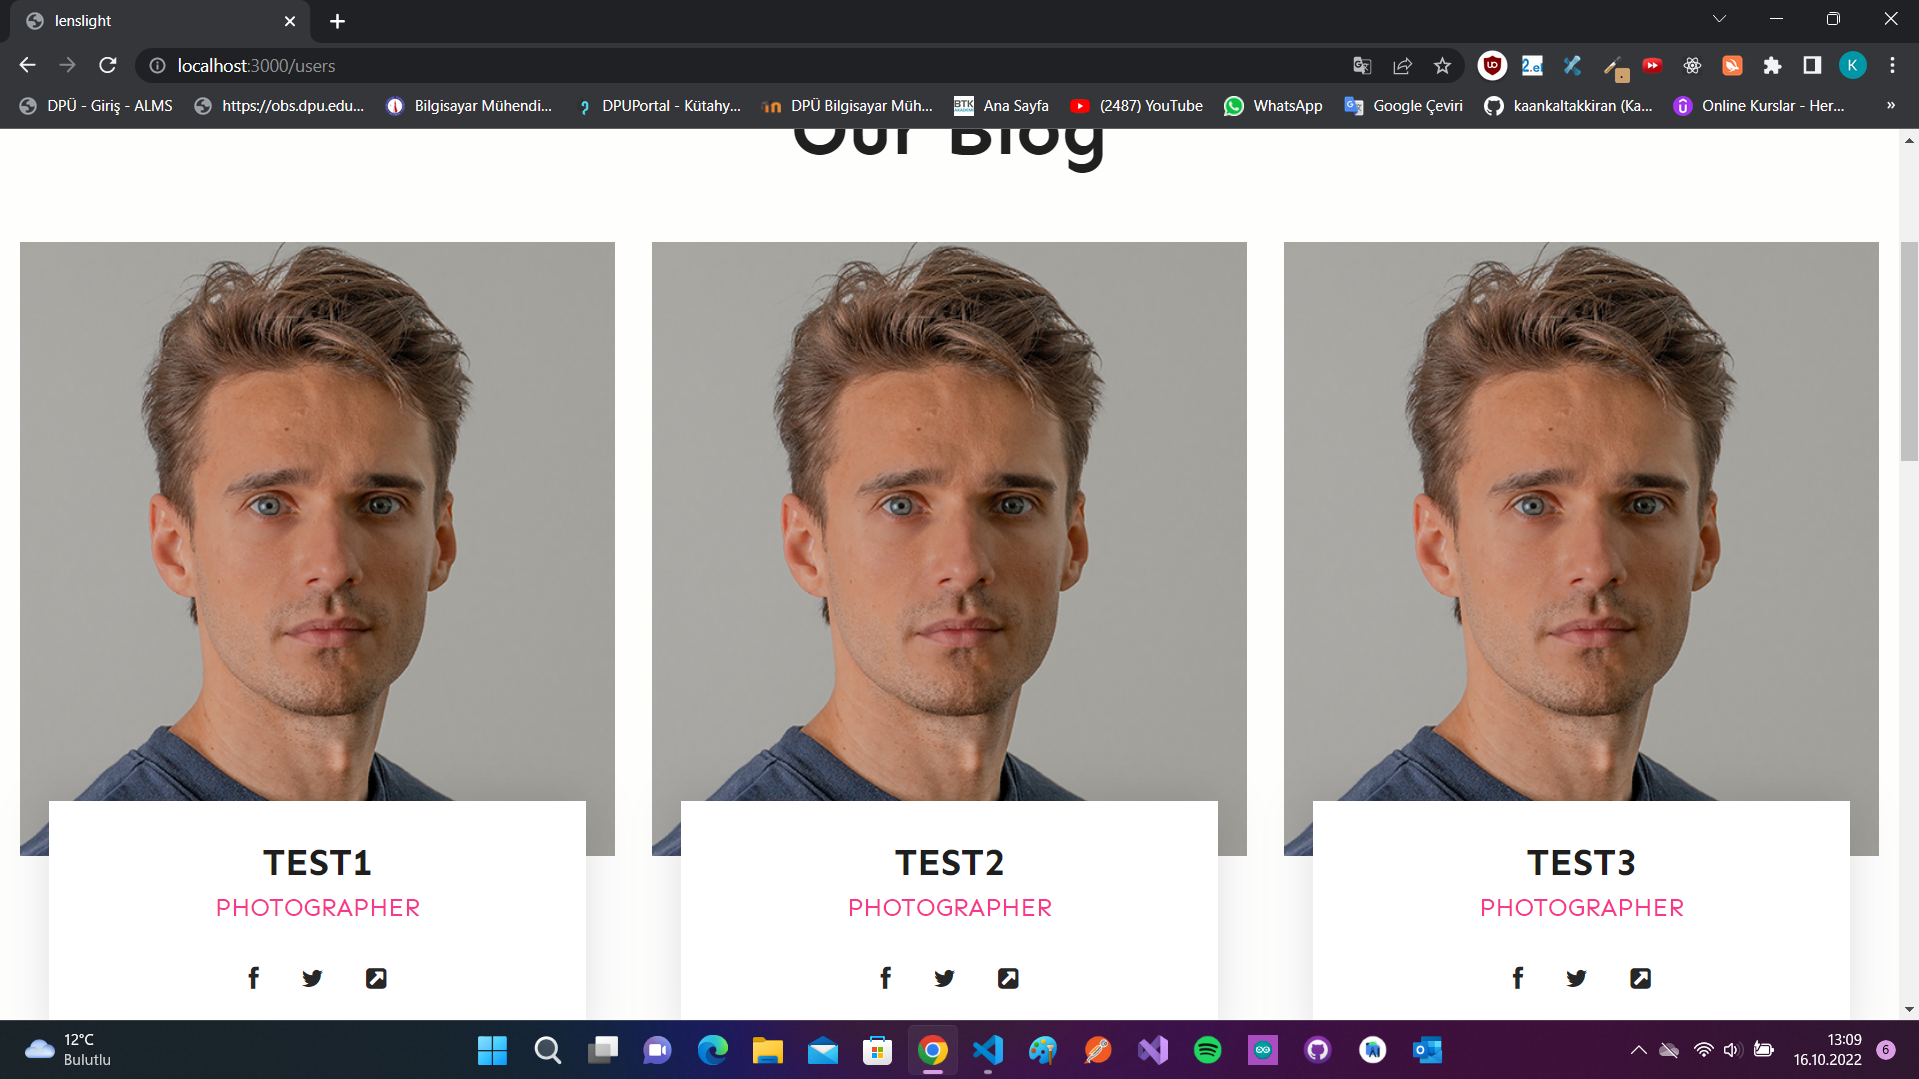 lenslight
localhost:3000/users
K
DPÜ - Giriş - ALMS
https://obs.dpu.edu...
Bilgisayar Mühendi...
DPUPortal - Kütahy...
DPÜ Bilgisayar Müh...
BTK
Ana Sayfa
(2487) YouTube
WhatsApp
Google Çeviri
kaankaltakkiran (Ka...
Online Kurslar - Her...
»
Our Blog
TEST1
PHOTOGRAPHER
TEST2
PHOTOGRAPHER
TEST3
PHOTOGRAPHER
12°C
Bulutlu
13:09
16.10.2022
6